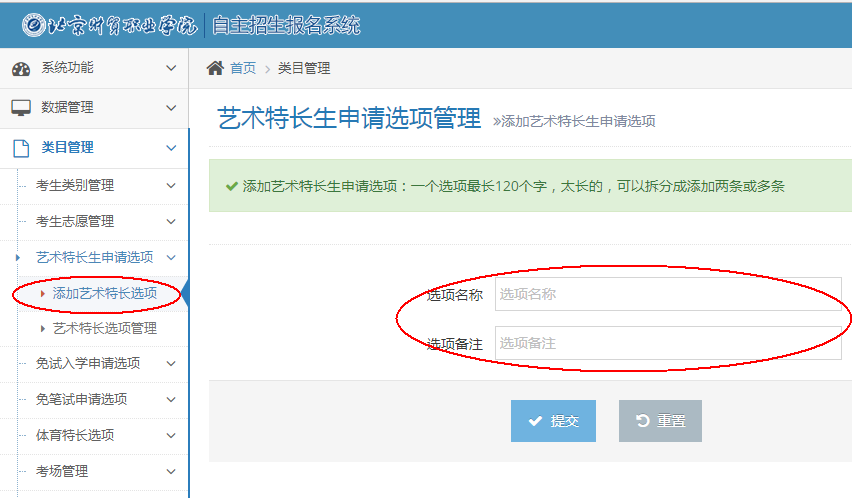 北京财贸职业学院 自主招生报名系统
系统功能
首页 类目管理
数据管理
艺术特长生申请选项管理 »添加艺术特长生申请选项
类目管理
考生类别管理
添加艺术特长生申请选项：一个选项最长120个字，太长的，可以拆分成添加两条或多条
考生志愿管理
艺术特长生申请选项
添加艺术特长选项
选项名称 选项名称
艺术特长选项管理
选项备注 选项备注
免试入学申请选项
免笔试申请选项
提交 重置
体育特长选项
考场管理